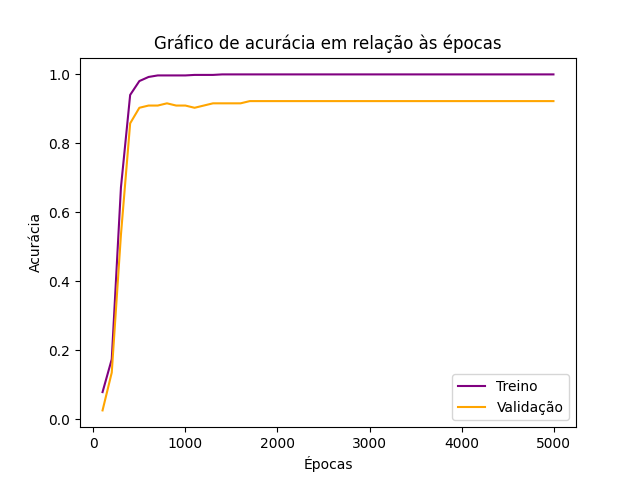 Gráfico de acurácia em relação às épocas
1.0
0.8
0.6
0.4
0.2
0.0
Acurácia
Treino
Validação
0 1000 2000 3000 4000 5000
Épocas